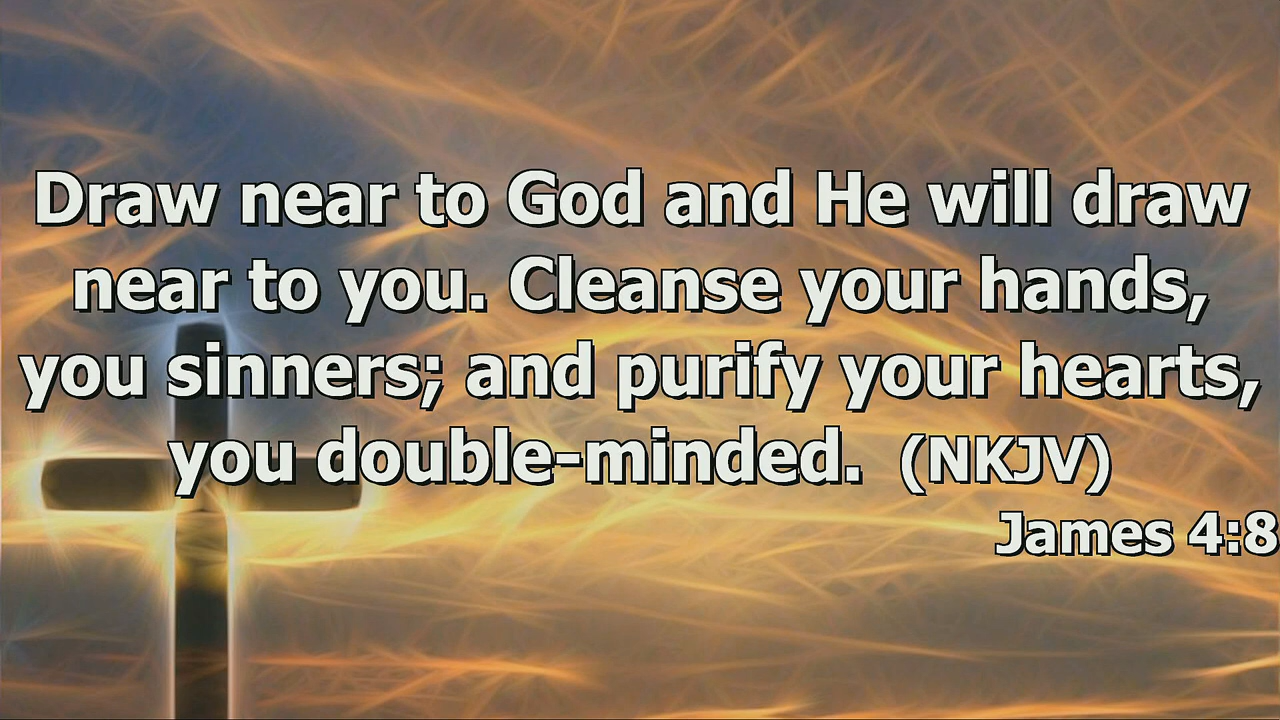 Draw near to God and He will draw
near to you. Cleanse your hands,
you sinners; and purify your hearts,
you double-minded. (NKJV)
James 4:8